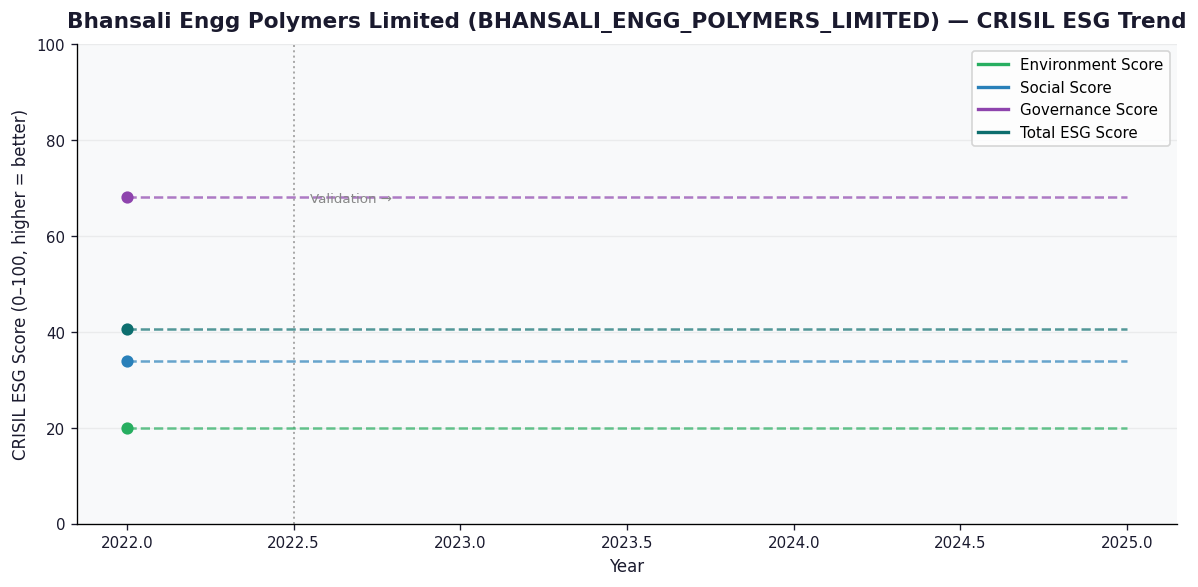 Bhansali Engg Polymers Limited (BHANSALI_ENGG_POLYMERS_LIMITED) — CRISIL ESG Trend
CRISIL ESG Score (0–100, higher = better)
100
80
60
40
20
0
Validation →
Environment Score
Social Score
Governance Score
Total ESG Score
2022.0 2022.5 2023.0 2023.5 2024.0 2024.5 2025.0
Year